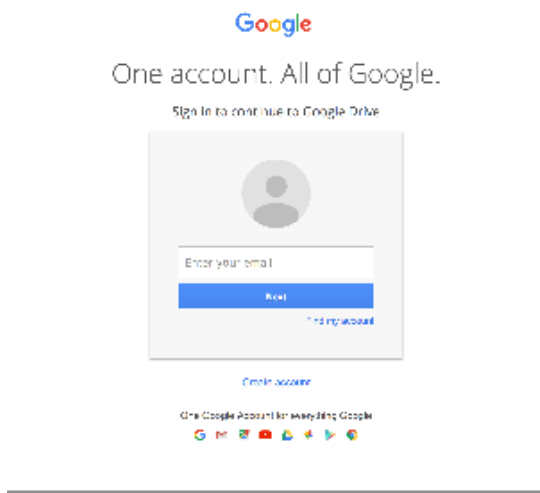 Google
One account. All of Google.
Sign in to continue to Google Drive
Enter your email
Next
Find my account
Create account
One Google Account for everything Google